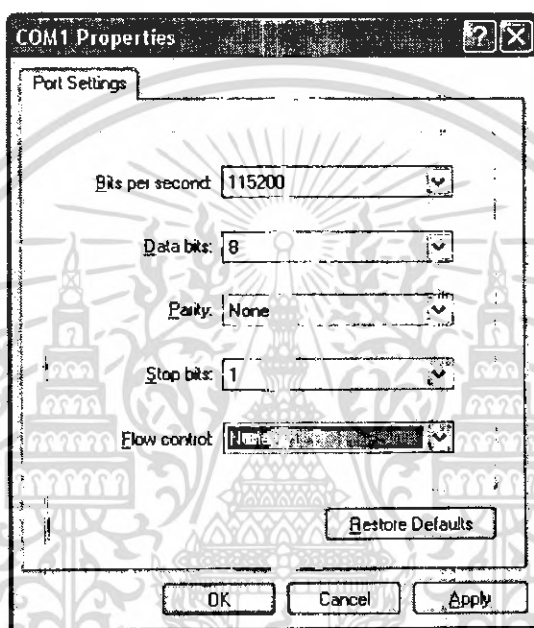 COM1 Properties
Port Settings
Bits per second: 115200
Data bits: 8
Parity: None
Stop bits: 1
Flow control: None
Restore Defaults
OK Cancel Apply